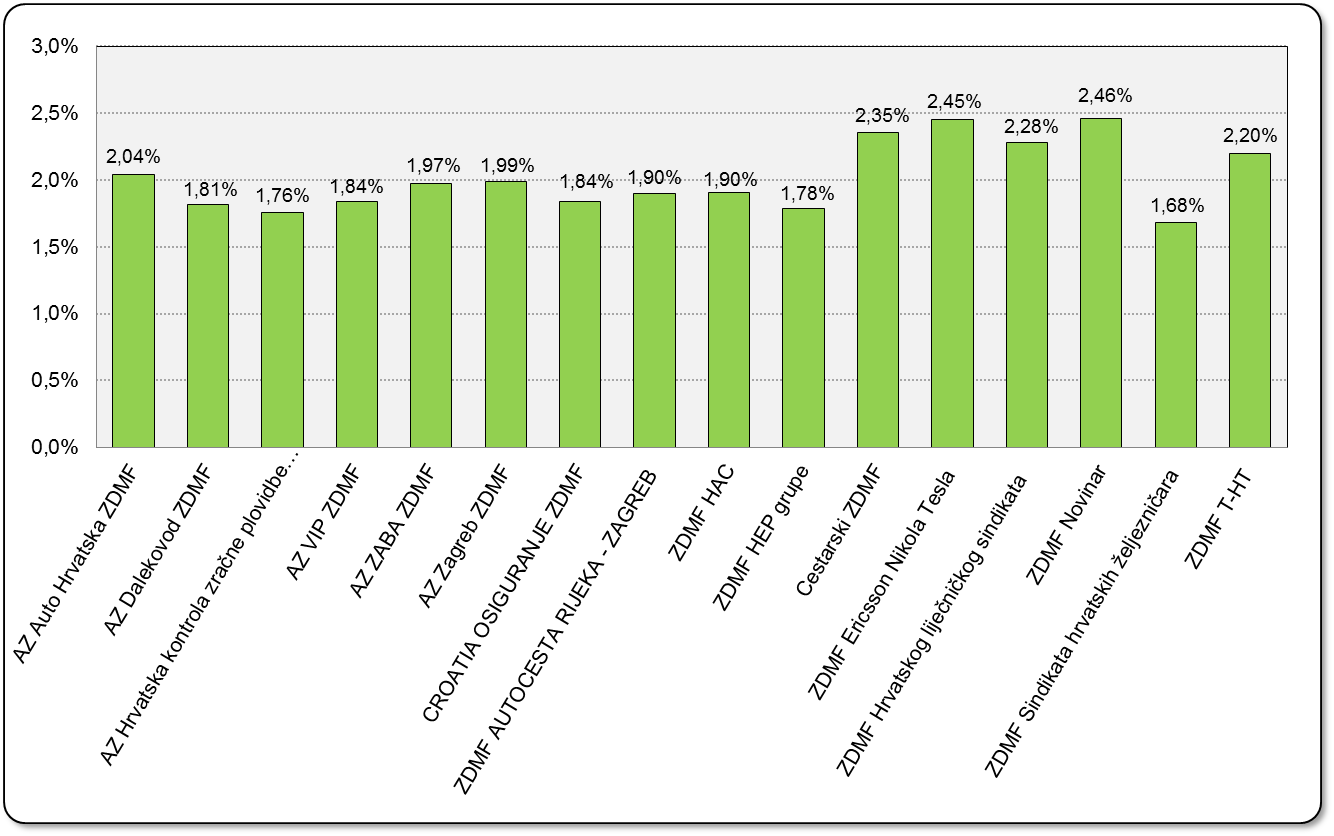 3,0%
2,5%
2,0%
1,5%
1,0%
0,5%
0,0%
2,04%
1,81%
1,76%
1,84%
1,97%
1,99%
1,84%
1,90%
1,90%
1,78%
2,35%
2,45%
2,28%
2,46%
1,68%
2,20%
AZ Auto Hrvatska ZDMF
AZ Dalekovod ZDMF
AZ Hrvatska kontrola zračne plovidbe…
AZ VIP ZDMF
AZ ZABA ZDMF
AZ Zagreb ZDMF
CROATIA OSIGURANJE ZDMF
ZDMF AUTOCESTA RIJEKA - ZAGREB
ZDMF HAC
ZDMF HEP grupe
Cestarski ZDMF
ZDMF Ericsson Nikola Tesla
ZDMF Hrvatskog liječničkog sindikata
ZDMF Novinar
ZDMF Sindikata hrvatskih željezničara
ZDMF T-HT